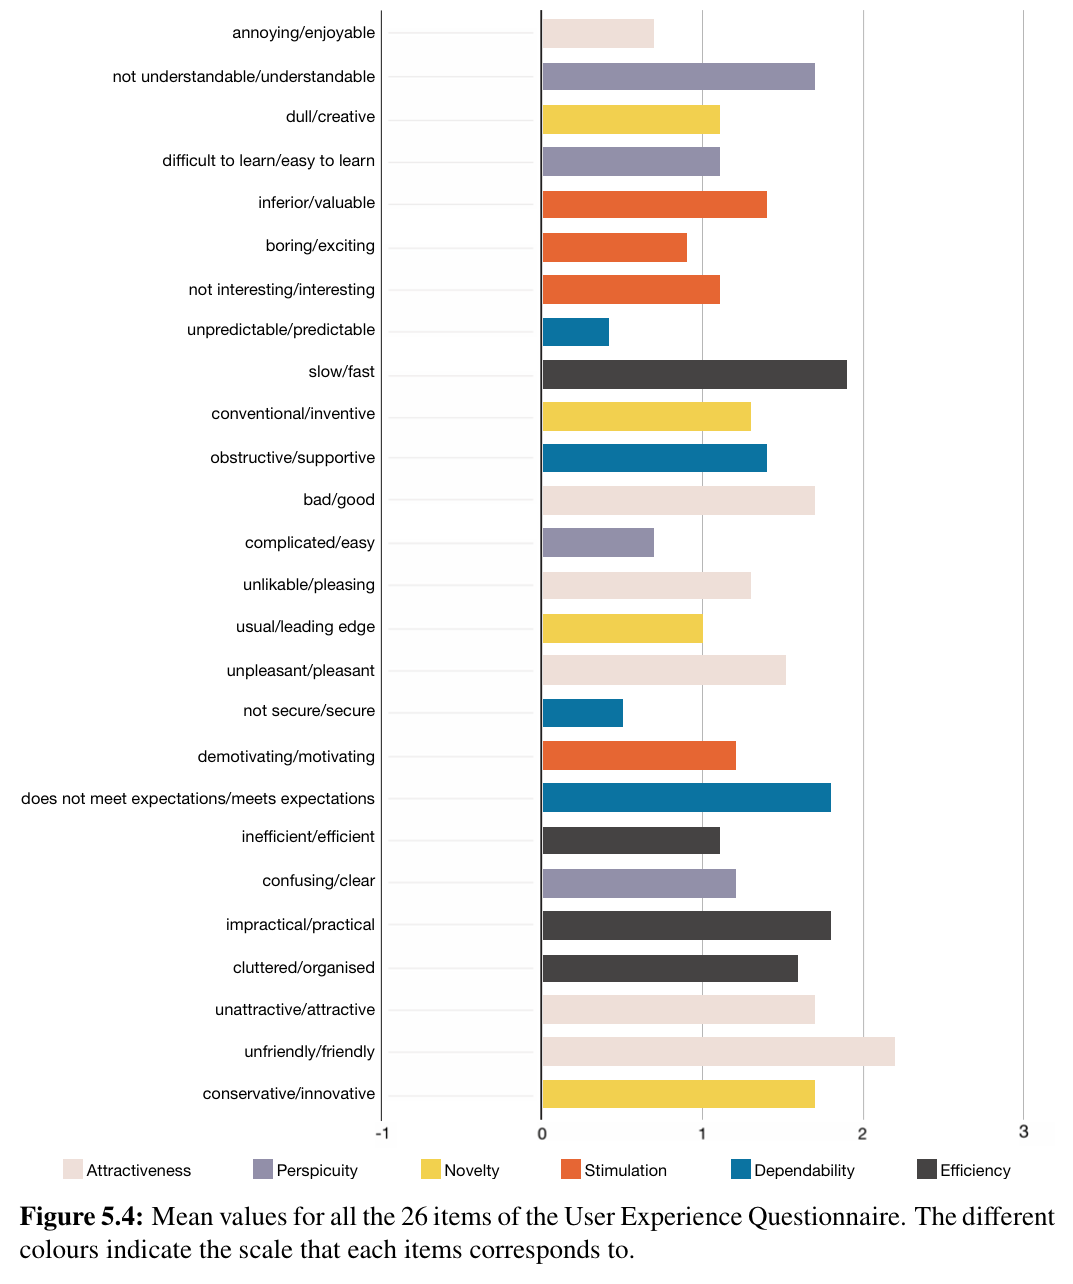 annoying/enjoyable
not understandable/understandable
dull/creative
difficult to learn/easy to learn
inferior/valuable
boring/exciting
not interesting/interesting
unpredictable/predictable
slow/fast
conventional/inventive
obstructive/supportive
bad/good
complicated/easy
unlikable/pleasing
usual/leading edge
unpleasant/pleasant
not secure/secure
demotivating/motivating
does not meet expectations/meets expectations
inefficient/efficient
confusing/clear
impractical/practical
cluttered/organised
unattractive/attractive
unfriendly/friendly
conservative/innovative
-1 0 1 2 3
Attractiveness Perspicuity Novelty Stimulation Dependability Efficiency
Figure 5.4: Mean values for all the 26 items of the User Experience Questionnaire. The different
colours indicate the scale that each items corresponds to.